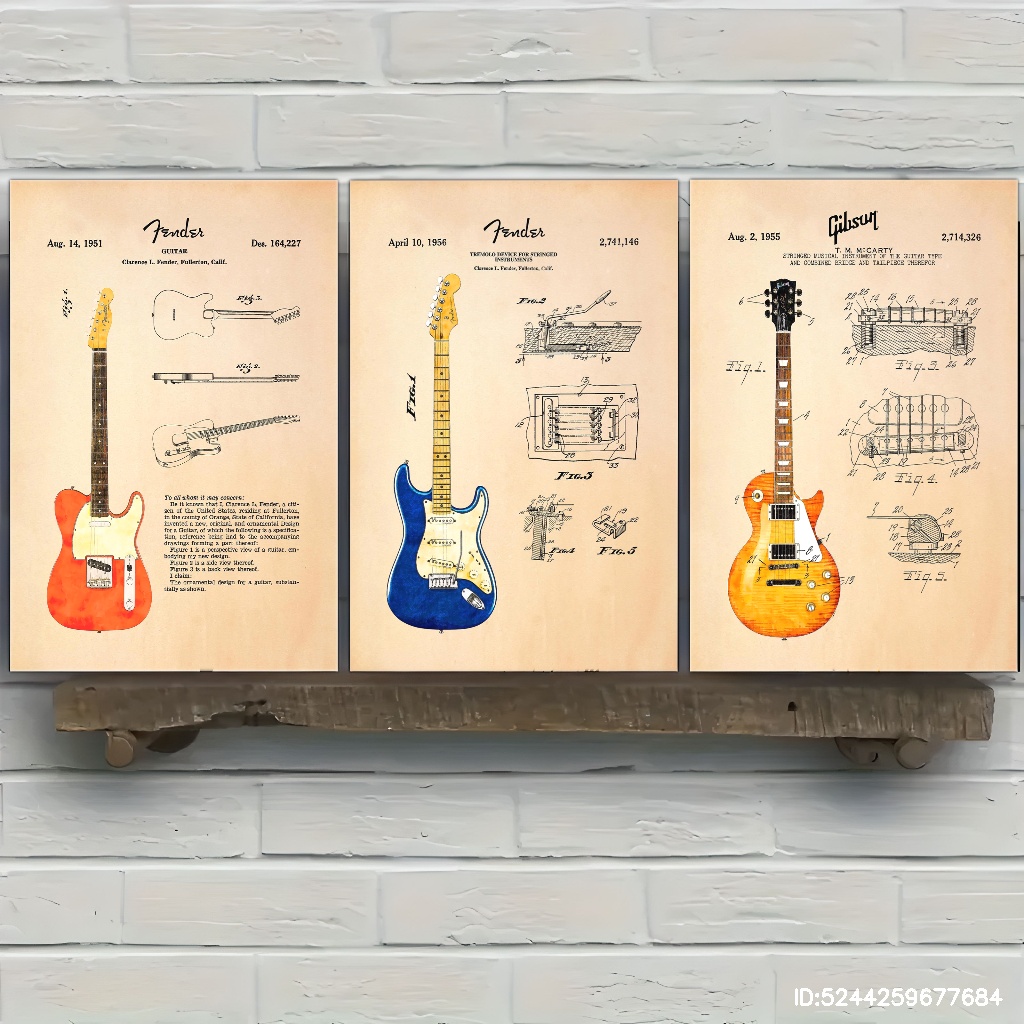 Fender
Aug. 14, 1951
Des. 164,227
GUITAR
Clarence L. Fender, Fullerton, Calif.
Fig. 3.
Fig. 2.
To all whom it may concern:
Be it known that I, Clarence L. Fender, a citi-
zen of the United States, residing at Fullerton,
in the county of Orange, State of California, have
invented a new, original, and ornamental Design
for a Guitar, of which the following is a specifica-
tion, reference being had to the accompanying
drawings forming a part thereof:
Figure 1 is a perspective view of a guitar, em-
bodying my new design.
Figure 2 is a side view thereof.
Figure 3 is a back view thereof.
I claim:
The ornamental design for a guitar, substan-
tially as shown.
Fender
April 10, 1956
2,741,146
TREMOLO DEVICE FOR STRINGED
INSTRUMENTS
Clarence L. Fender, Fullerton, Calif.
FIG.2
FIG.1
FIG.3
FIG.4
FIG.5
Gibson
Aug. 2, 1955
2,714,326
T. M. McCARTY
STRINGED MUSICAL INSTRUMENT OF THE GUITAR TYPE
AND COMBINED BRIDGE AND TAILPIECE THEREFOR
Fig. 1.
Fig. 3.
Fig. 4.
Fig. 5.
ID:5244259677684